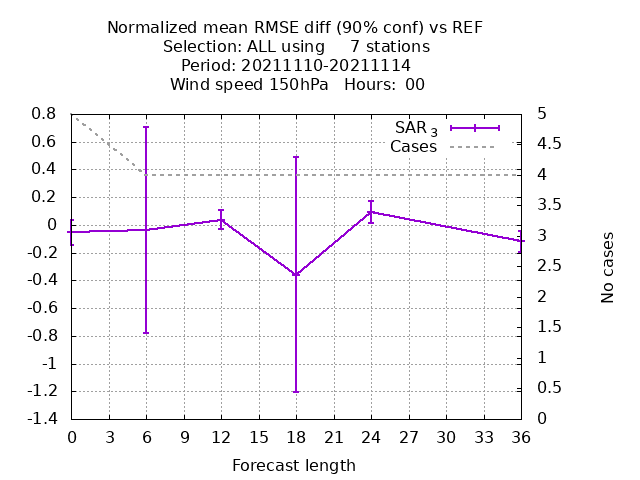 Normalized mean RMSE diff (90% conf) vs REF
Selection: ALL using     7 stations
Period: 20211110-20211114
Wind speed 150hPa   Hours:  00
SAR 3
Cases
0.8
0.6
0.4
0.2
0
-0.2
-0.4
-0.6
-0.8
-1
-1.2
-1.4
5
4.5
4
3.5
3
2.5
2
1.5
1
0.5
0
No cases
0 3 6 9 12 15 18 21 24 27 30 33 36
Forecast length